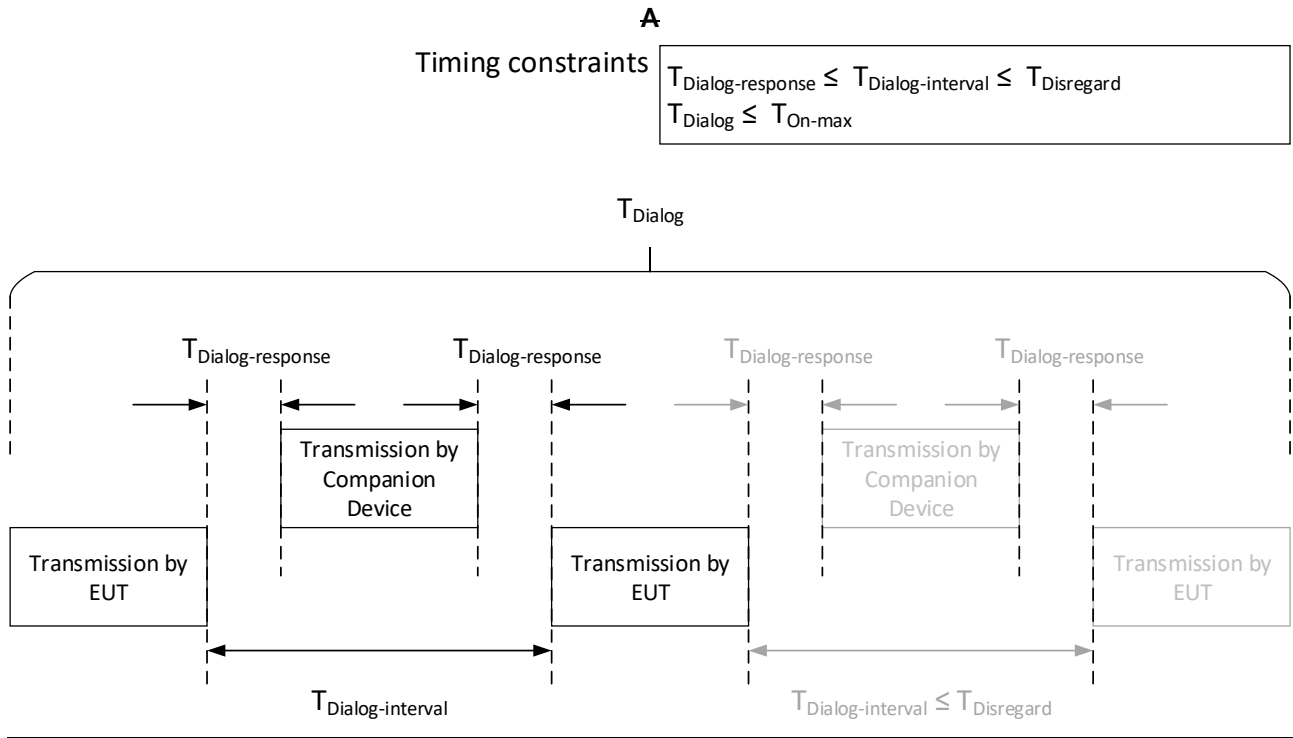 A
Timing constraints
TDialog-response ≤ TDialog-interval ≤ TDisregard
TDialog ≤ TOn-max
TDialog
TDialog-response TDialog-response TDialog-response TDialog-response
Transmission by
Companion
Device
Transmission by
Companion
Device
Transmission by
EUT
Transmission by
EUT
Transmission by
EUT
TDialog-interval
TDialog-interval ≤ TDisregard